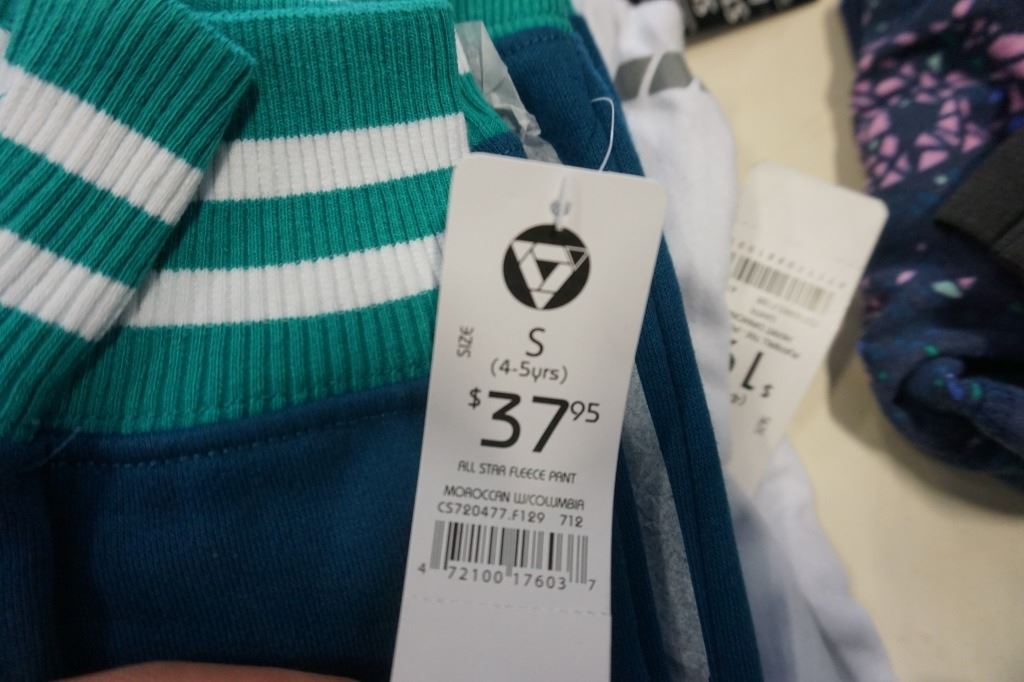 SIZE
S
(4-5yrs)
$37.95
ALL STAR FLEECE PANT
MOROCCAN W/COLUMBIA
CS720477.F129 712
4 72100 17603 7